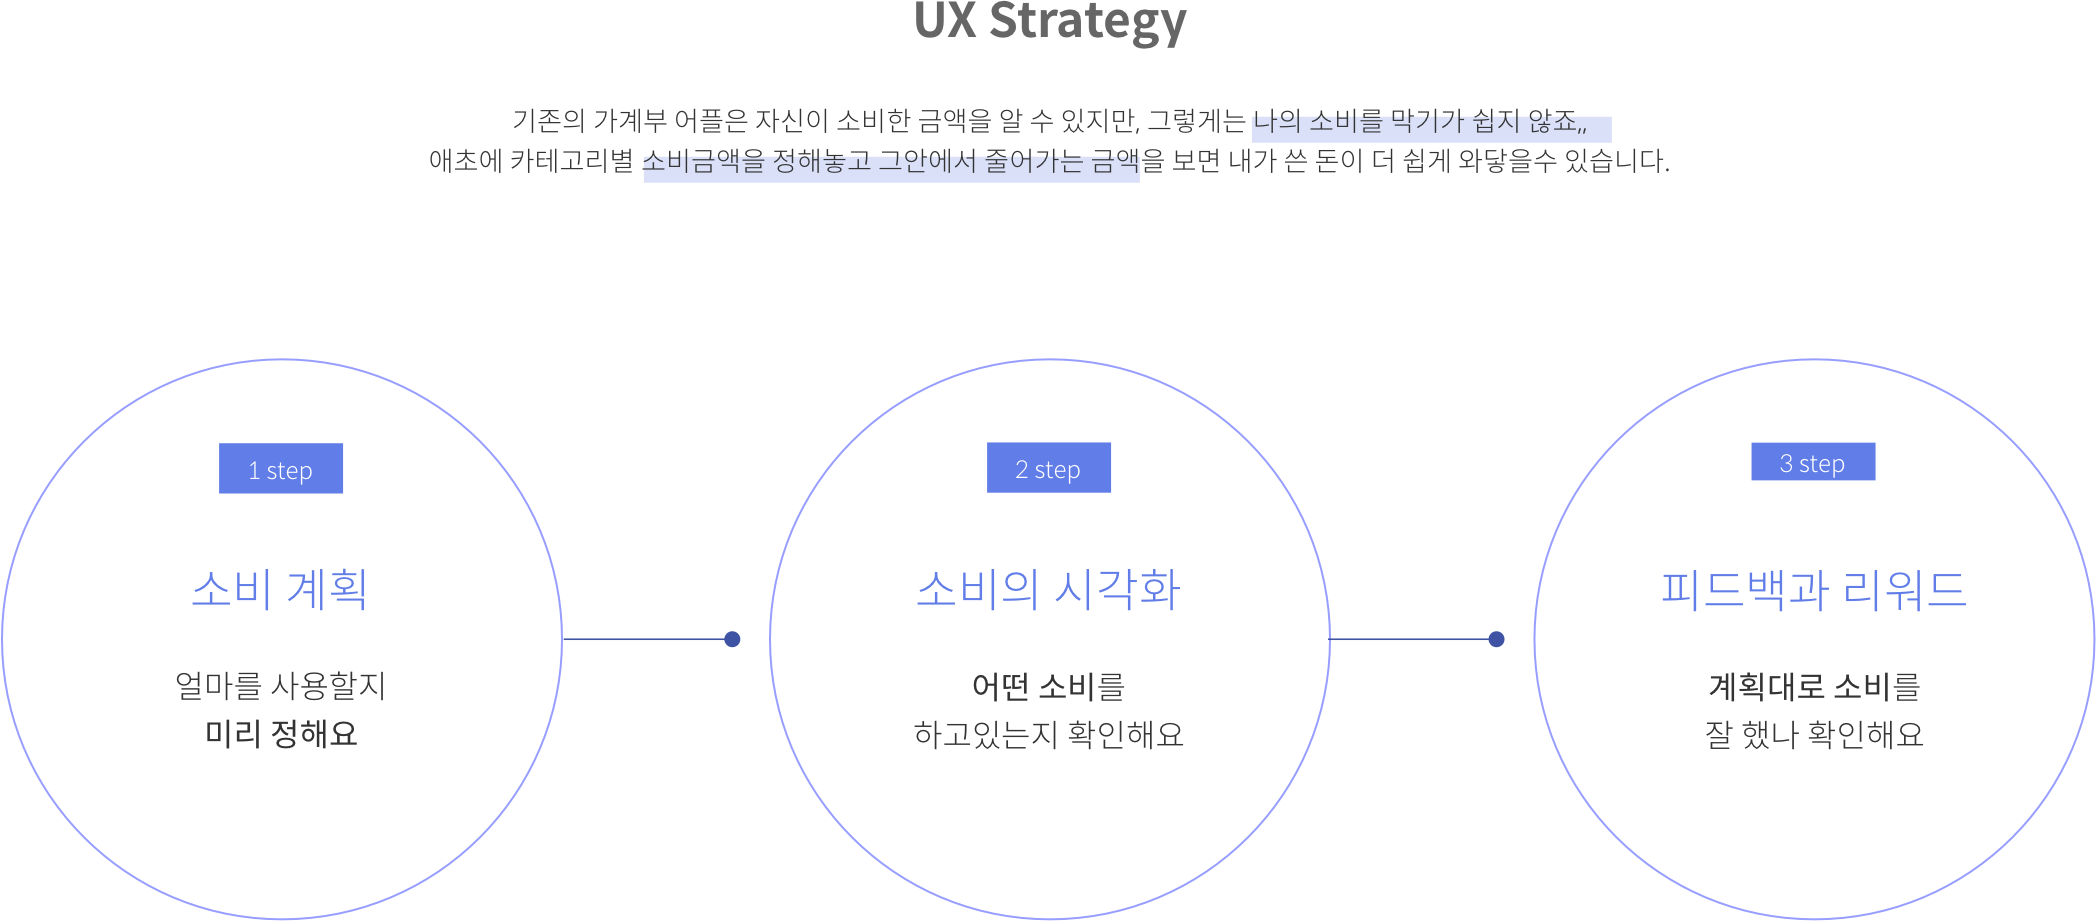 UX Strategy
기존의 가계부 어플은 자신이 소비한 금액을 알 수 있지만, 그렇게는 나의 소비를 막기가 쉽지 않죠,,
애초에 카테고리별 소비금액을 정해놓고 그안에서 줄어가는 금액을 보면 내가 쓴 돈이 더 쉽게 와닿을수 있습니다.
1 step
소비 계획
얼마를 사용할지
미리 정해요
2 step
소비의 시각화
어떤 소비를
하고있는지 확인해요
3 step
피드백과 리워드
계획대로 소비를
잘 했나 확인해요